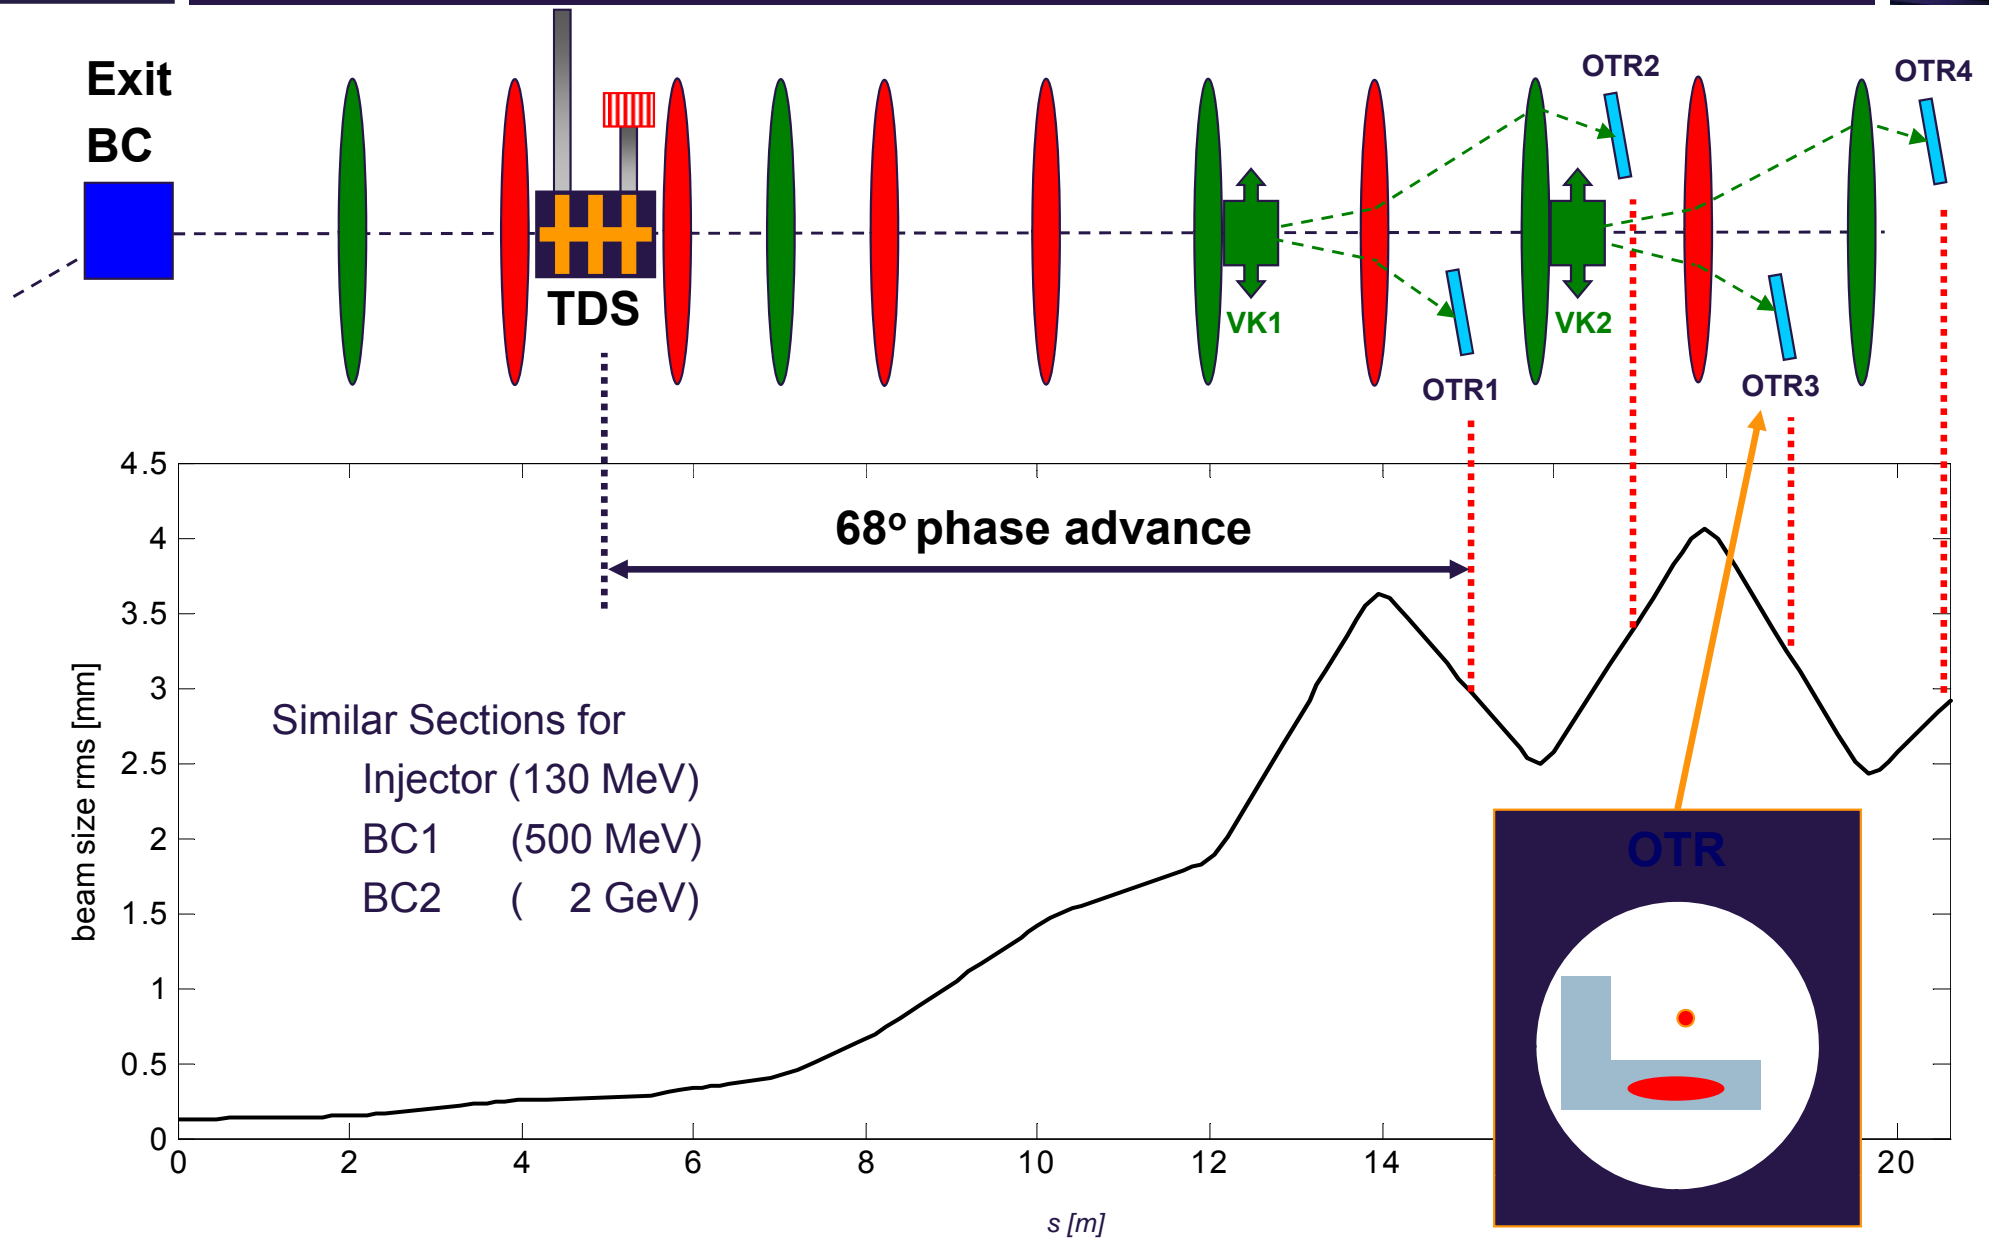 Exit
BC
TDS
VK1
VK2
OTR1
OTR2
OTR3
OTR4
68º phase advance
Similar Sections for
Injector (130 MeV)
BC1 (500 MeV)
BC2 ( 2 GeV)
OTR
beam size rms [mm]
4.5
4
3.5
3
2.5
2
1.5
1
0.5
0
0 2 4 6 8 10 12 14 20
s [m]